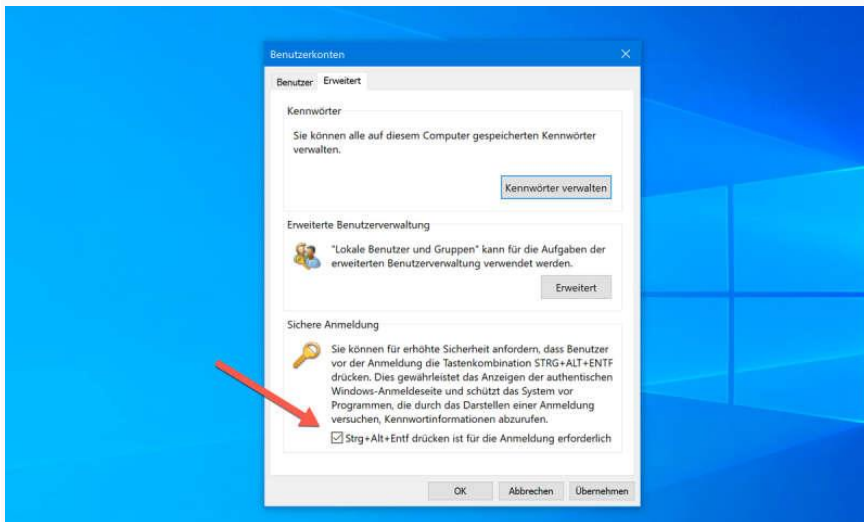 Benutzerkonten
Benutzer Erweitert
Kennwörter
Sie können alle auf diesem Computer gespeicherten Kennwörter
verwalten.
Kennwörter verwalten
Erweiterte Benutzerverwaltung
"Lokale Benutzer und Gruppen" kann für die Aufgaben der
erweiterten Benutzerverwaltung verwendet werden.
Erweitert
Sichere Anmeldung
Sie können für erhöhte Sicherheit anfordern, dass Benutzer
vor der Anmeldung die Tastenkombination STRG+ALT+ENTF
drücken. Dies gewährleistet das Anzeigen der authentischen
Windows-Anmeldeseite und schützt das System vor
Programmen, die durch das Darstellen einer Anmeldung
versuchen, Kennwortinformationen abzurufen.
Strg+Alt+Entf drücken ist für die Anmeldung erforderlich
OK Abbrechen Übernehmen